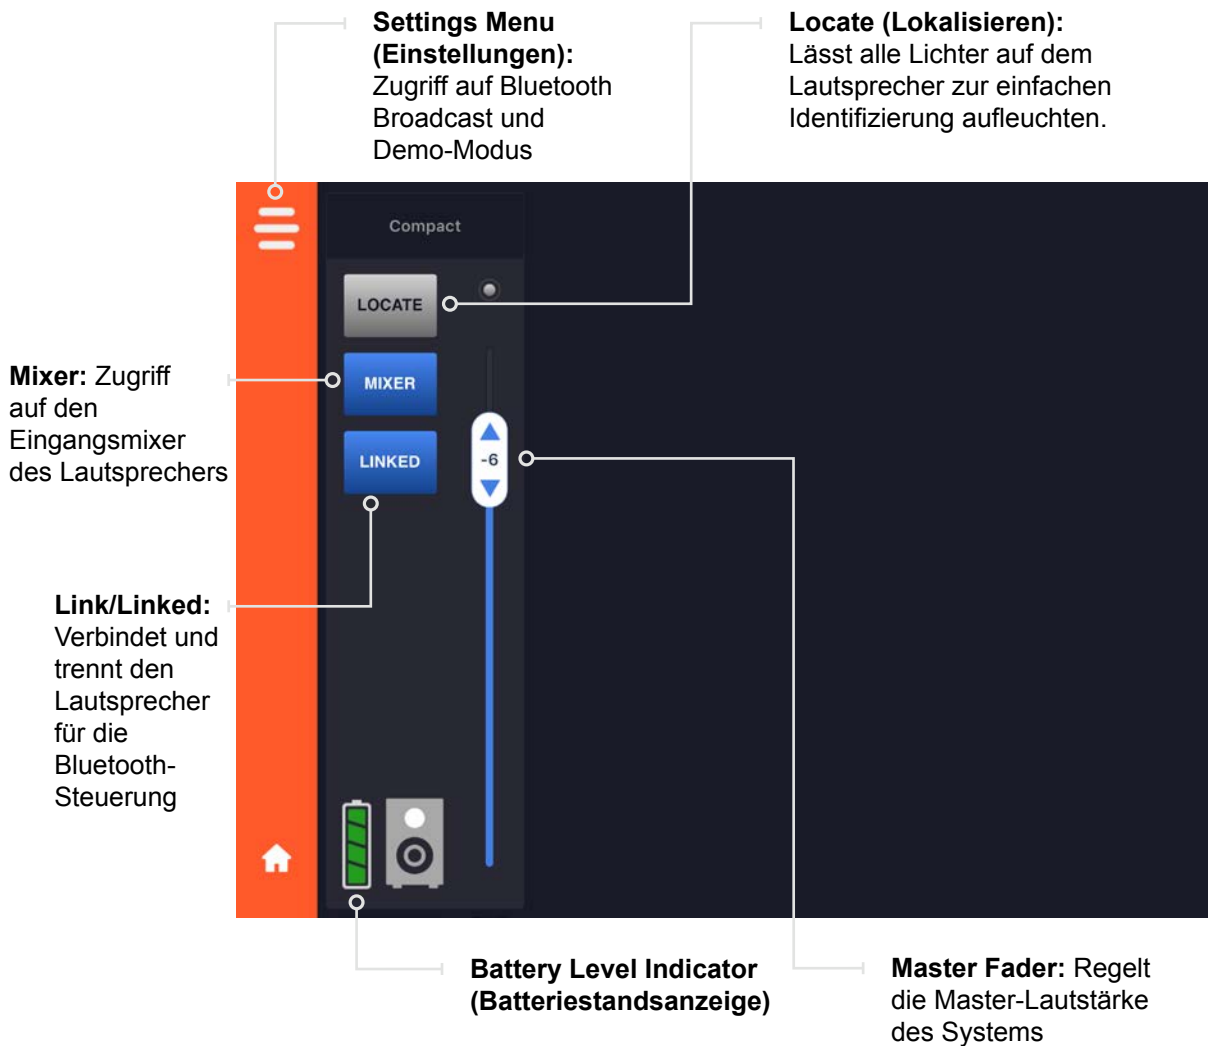 Settings Menu
(Einstellungen):
Zugriff auf Bluetooth
Broadcast und
Demo-Modus
Locate (Lokalisieren):
Lässt alle Lichter auf dem
Lautsprecher zur einfachen
Identifizierung aufleuchten.
Compact
LOCATE
MIXER
LINKED
-6
Mixer: Zugriff
auf den
Eingangsmixer
des Lautsprechers
Link/Linked:
Verbindet und
trennt den
Lautsprecher
für die
Bluetooth-
Steuerung
Battery Level Indicator
(Batteriestandsanzeige)
Master Fader: Regelt
die Master-Lautstärke
des Systems